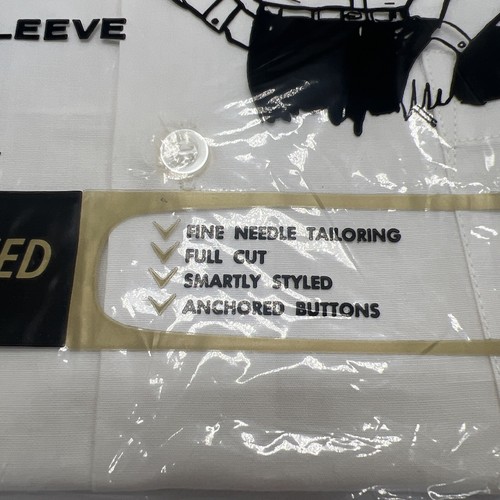 LEEVE
ED
FINE NEEDLE TAILORING
FULL CUT
SMARTLY STYLED
ANCHORED BUTTONS